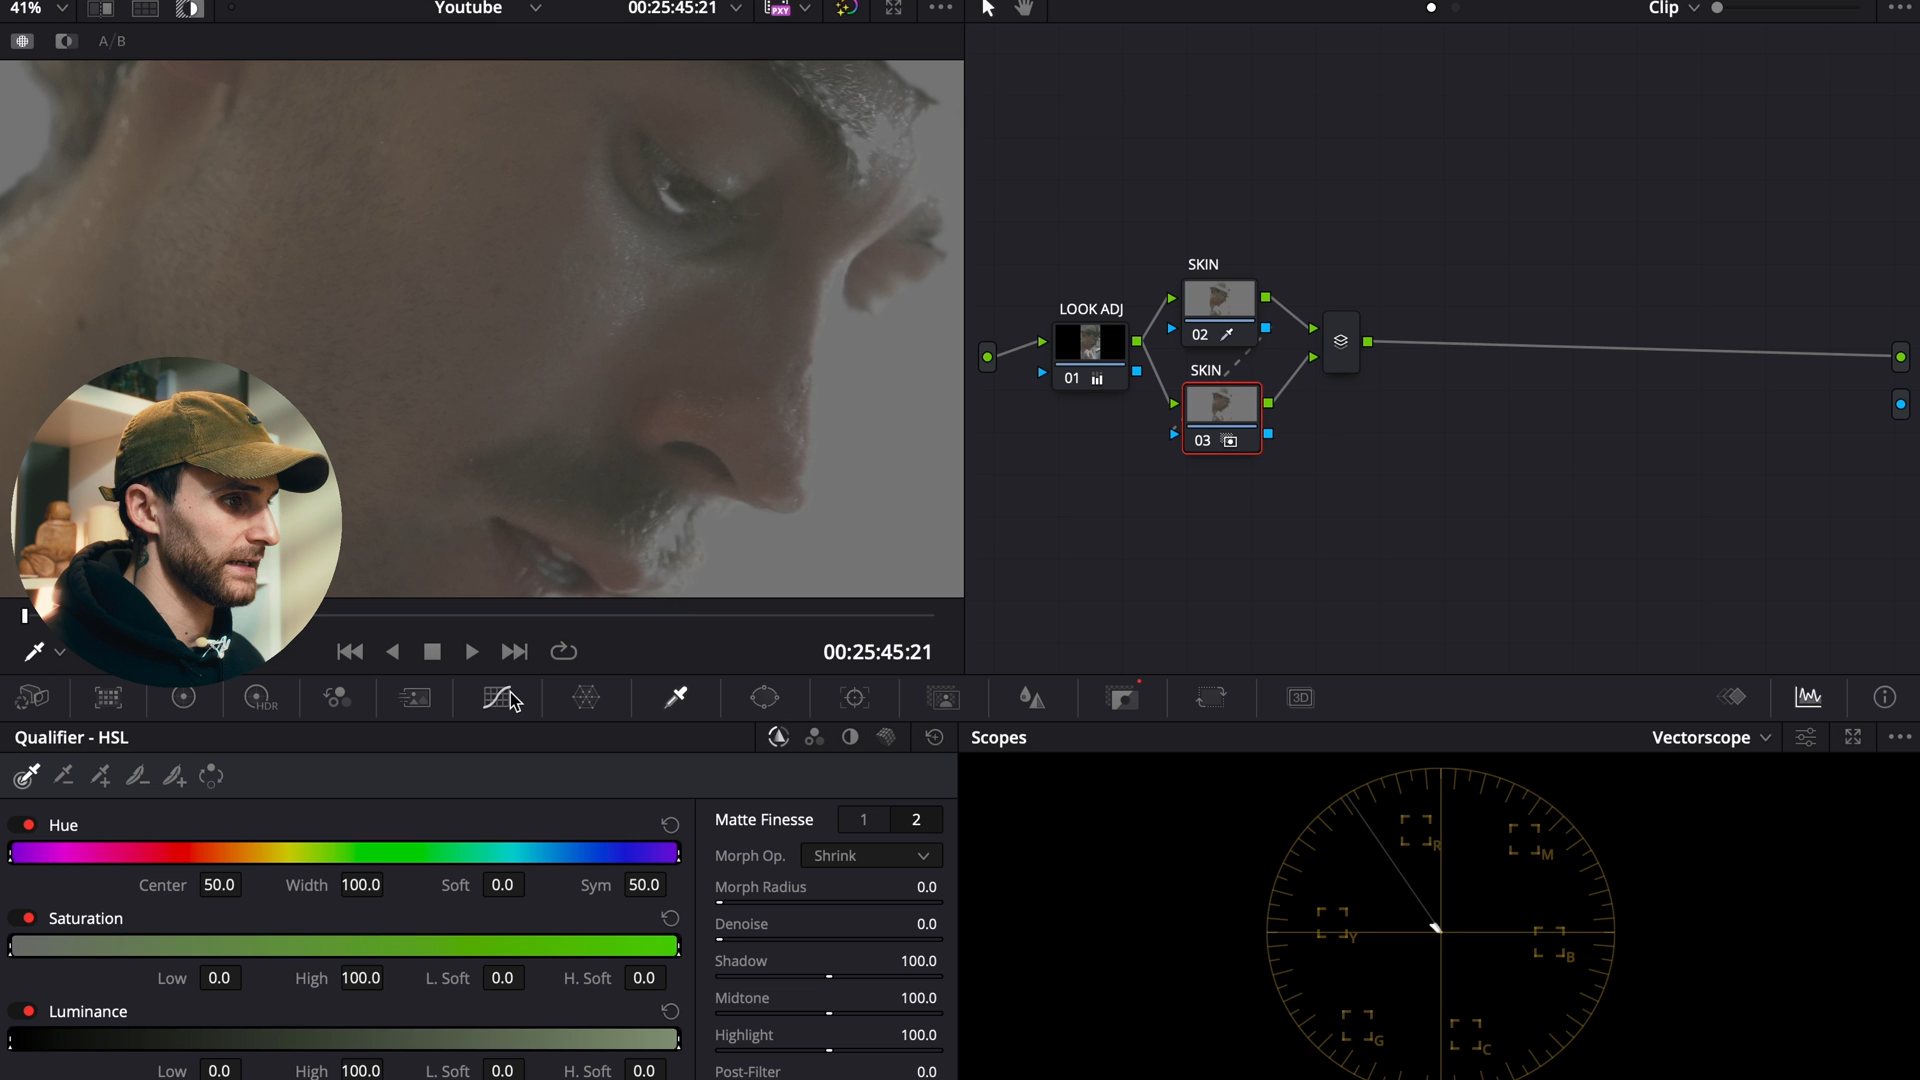 41%
Youtube
00:25:45:21
PXY
Clip
A/B
SKIN
LOOK ADJ
02
SKIN
01
03
00:25:45:21
HDR
3D
Qualifier - HSL
Scopes
Vectorscope
Hue
Matte Finesse
1
2
Morph Op.
Shrink
Center 50.0 Width 100.0 Soft 0.0 Sym 50.0
Morph Radius 0.0
Saturation
Denoise 0.0
Shadow 100.0
Low 0.0 High 100.0 L. Soft 0.0 H. Soft 0.0
Midtone 100.0
Luminance
Highlight 100.0
Low 0.0 High 100.0 L. Soft 0.0 H. Soft 0.0
Post-Filter 0.0
R
M
Y
B
G
C